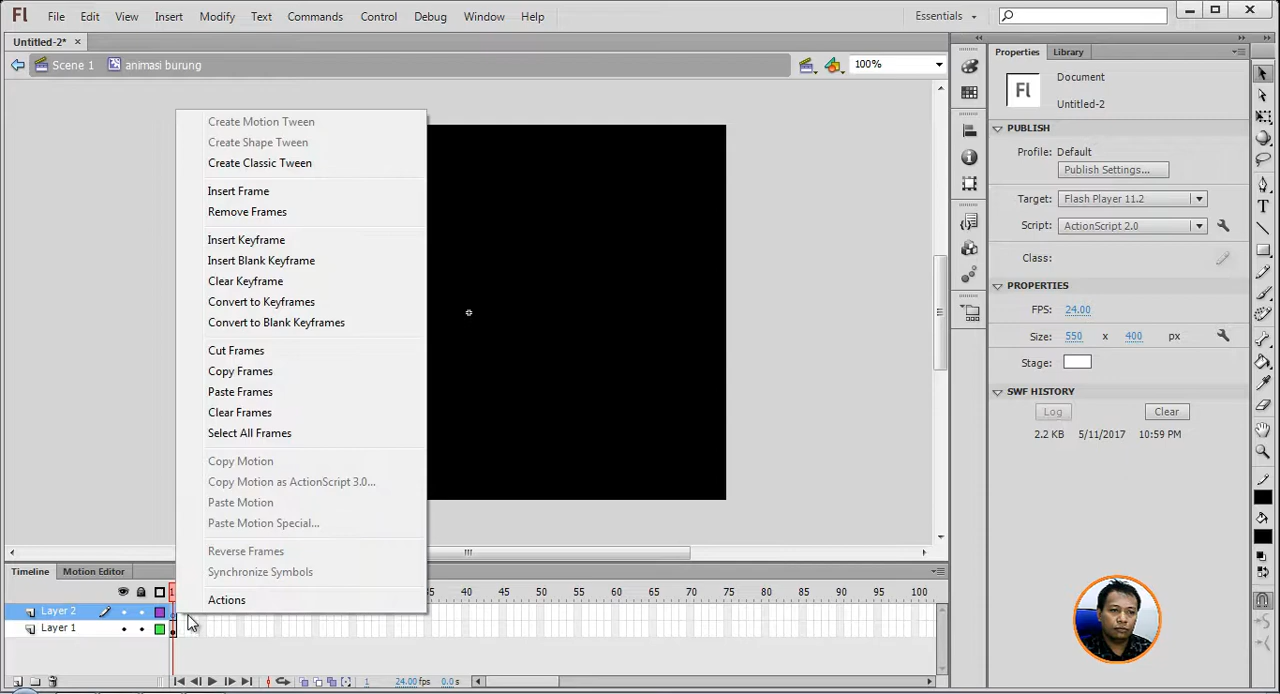 Fl File Edit View Insert Modify Text Commands Control Debug Window Help Essentials
Untitled-2* ×
Scene 1 animasi burung 100%
Create Motion Tween
Create Shape Tween
Create Classic Tween
Insert Frame
Remove Frames
Insert Keyframe
Insert Blank Keyframe
Clear Keyframe
Convert to Keyframes
Convert to Blank Keyframes
Cut Frames
Copy Frames
Paste Frames
Clear Frames
Select All Frames
Copy Motion
Copy Motion as ActionScript 3.0...
Paste Motion
Paste Motion Special...
Reverse Frames
Synchronize Symbols
Actions
Properties Library
Fl Document
Untitled-2
PUBLISH
Profile: Default
Publish Settings...
Target: Flash Player 11.2
Script: ActionScript 2.0
Class:
PROPERTIES
FPS: 24.00
Size: 550 x 400 px
Stage:
SWF HISTORY
Log Clear
2.2 KB 5/11/2017 10:59 PM
Timeline Motion Editor
1 30 35 40 45 50 55 60 65 70 75 80 85 90 95 100
Layer 2
Layer 1
1 24.00 fps 0.0 s